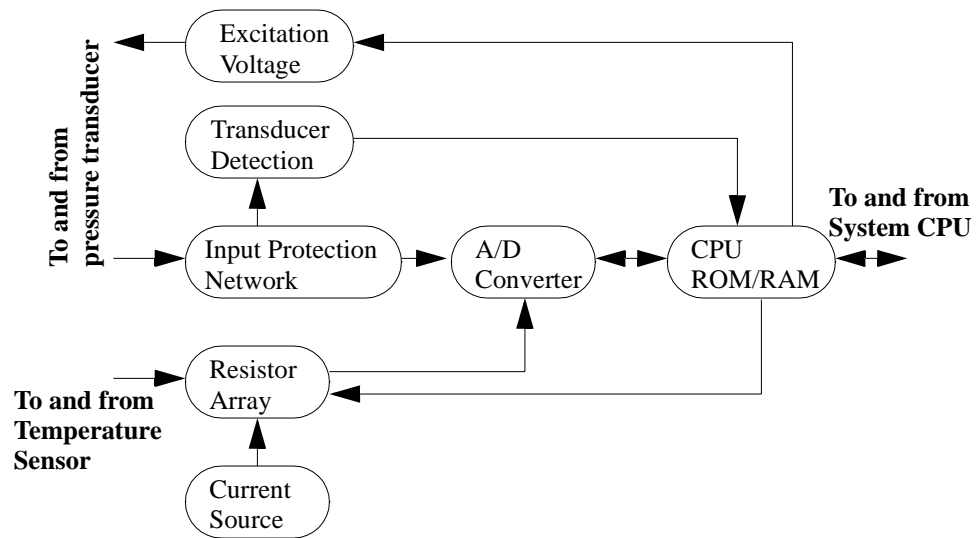 Excitation
Voltage
Transducer
Detection
To and from
pressure transducer
To and from
System CPU
Input Protection
Network
A/D
Converter
CPU
ROM/RAM
Resistor
Array
To and from
Temperature
Sensor
Current
Source